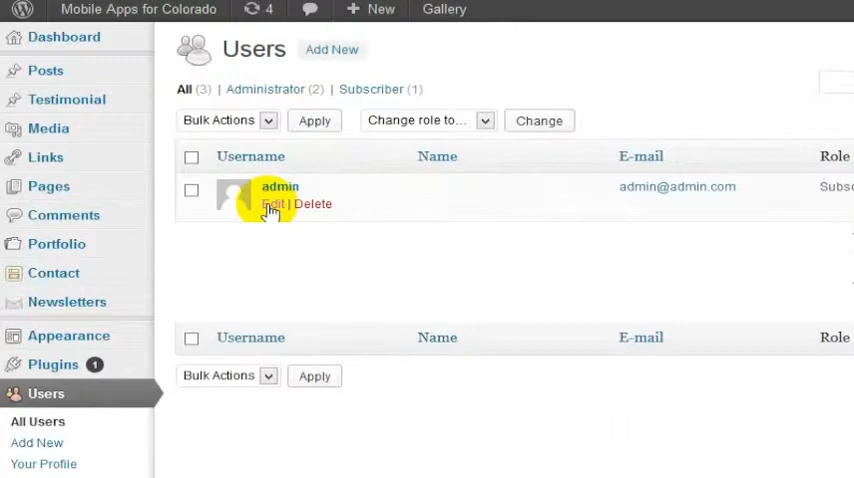 Mobile Apps for Colorado 4 New Gallery
Dashboard
Posts
Testimonial
Media
Links
Pages
Comments
Portfolio
Contact
Newsletters
Appearance
Plugins 1
Users
All Users
Add New
Your Profile
Users Add New
All (3) | Administrator (2) | Subscriber (1)
Bulk Actions Apply Change role to... Change
Username Name E-mail Role
admin admin@admin.com
Edit | Delete
Username Name E-mail Role
Bulk Actions Apply